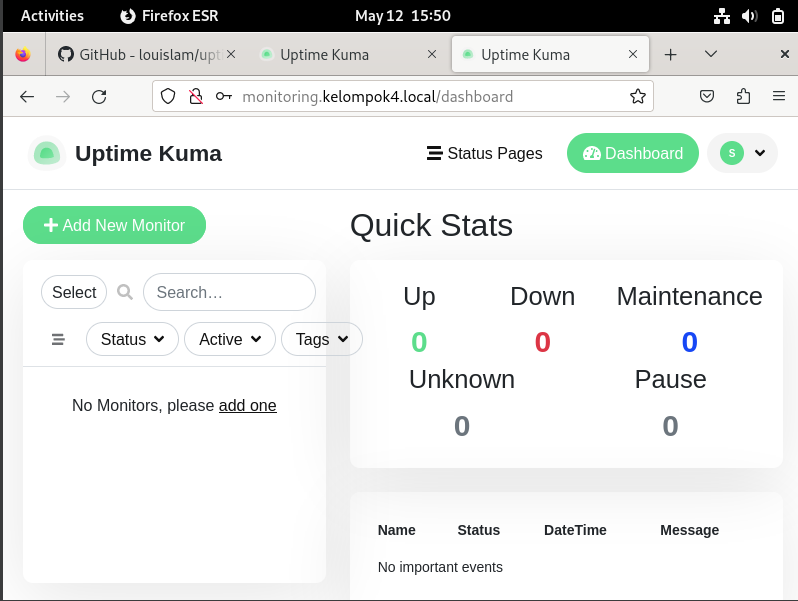 Activities Firefox ESR May 12 15:50
GitHub - louislam/upt Uptime Kuma Uptime Kuma
monitoring.kelompok4.local/dashboard
Uptime Kuma Status Pages Dashboard S
Add New Monitor
Quick Stats
Select Search…
Status Active Tags
No Monitors, please add one
Up Down Maintenance
0 0 0
Unknown Pause
0 0
Name Status DateTime Message
No important events